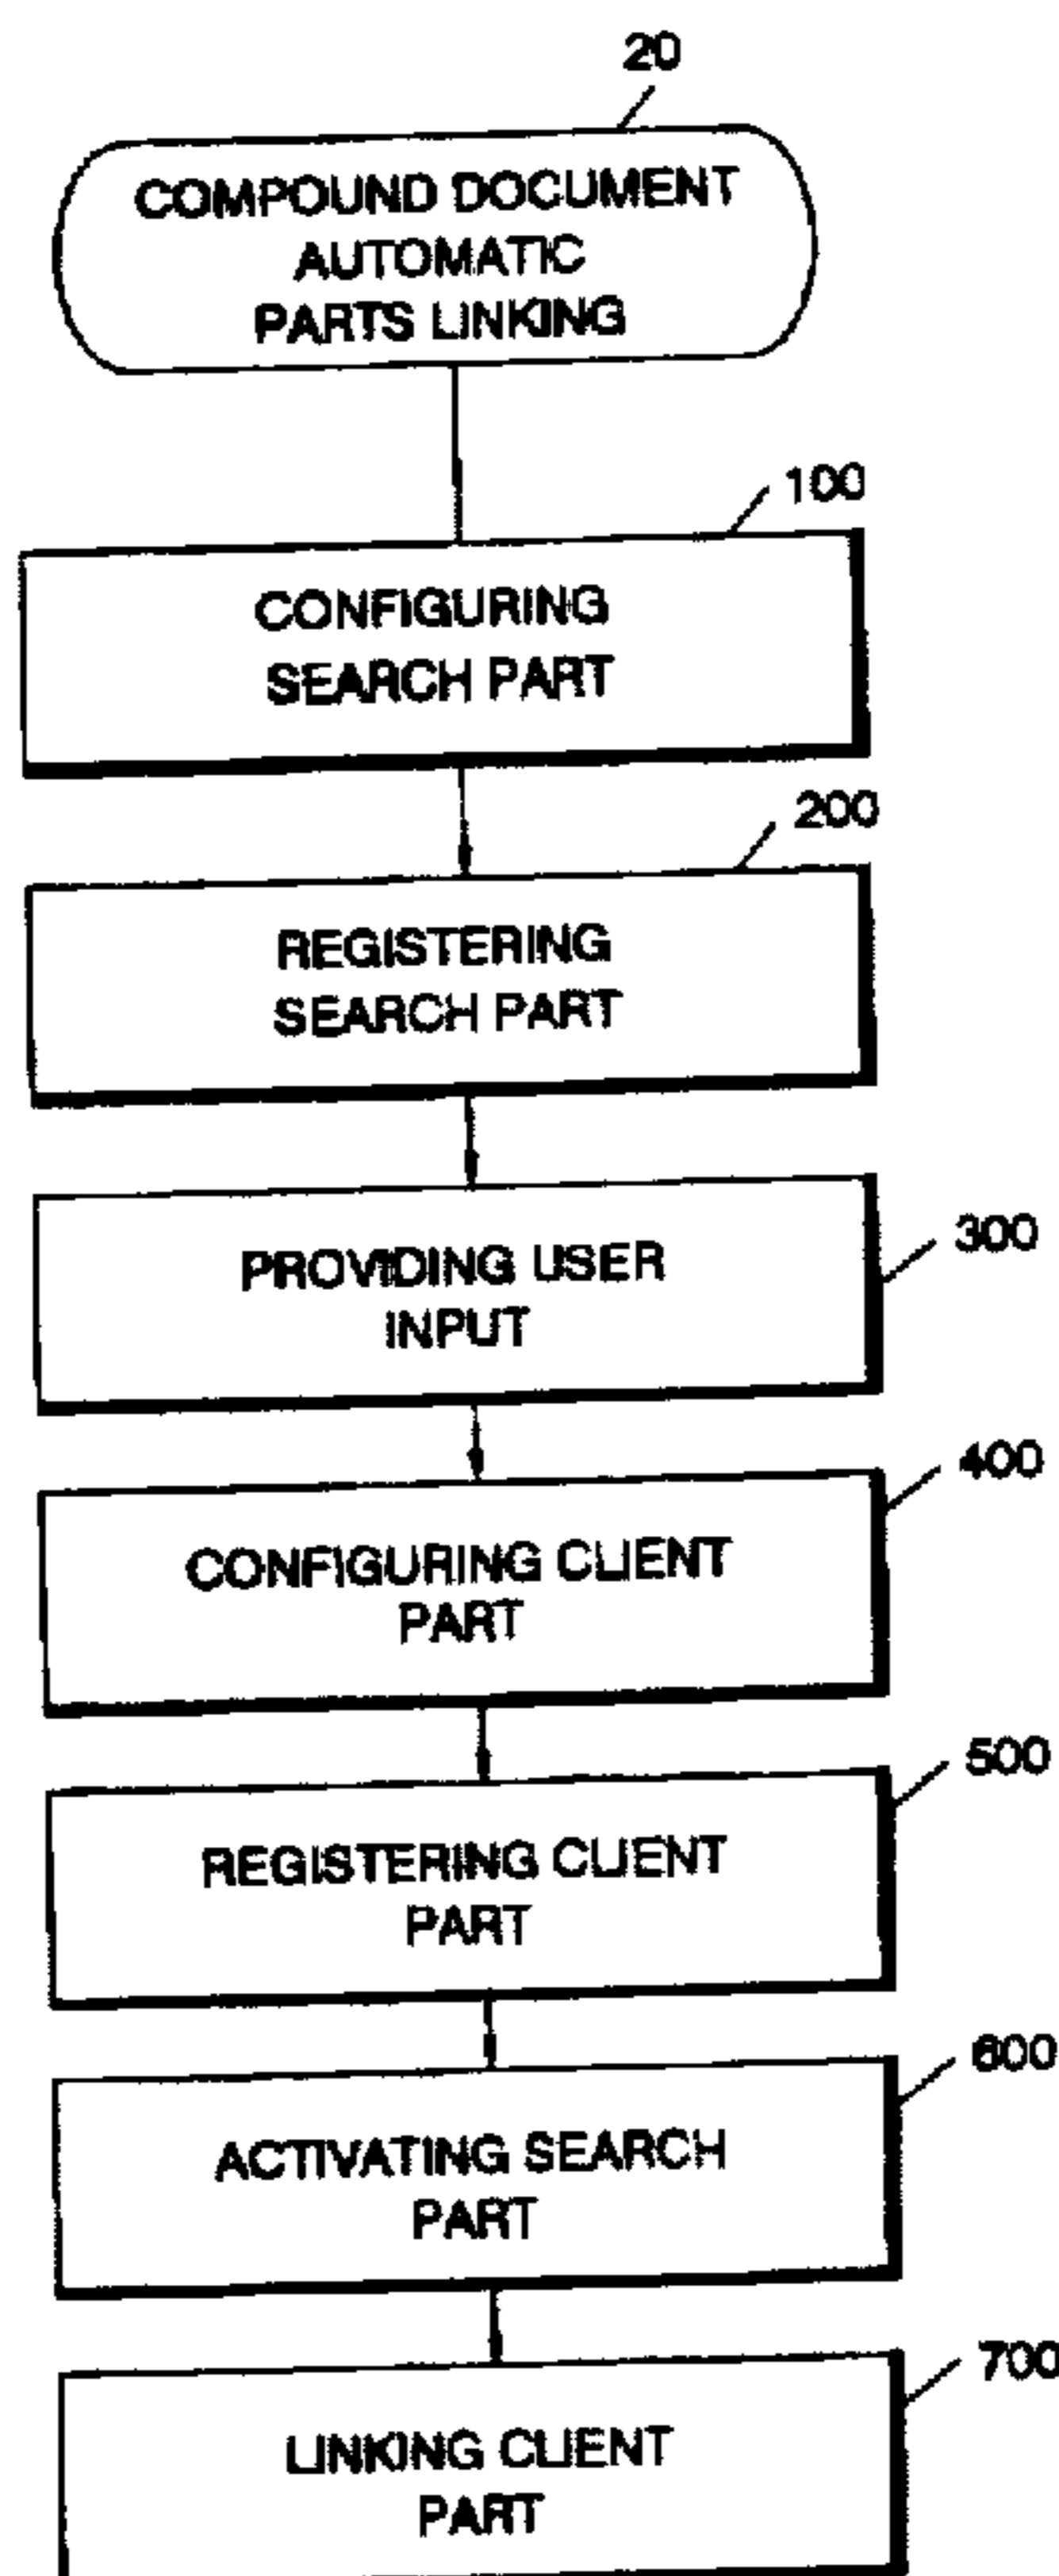 20
COMPOUND DOCUMENT
AUTOMATIC
PARTS LINKING
100
CONFIGURING
SEARCH PART
200
REGISTERING
SEARCH PART
300
PROVIDING USER
INPUT
400
CONFIGURING CLIENT
PART
500
REGISTERING CLIENT
PART
600
ACTIVATING SEARCH
PART
700
LINKING CLIENT
PART